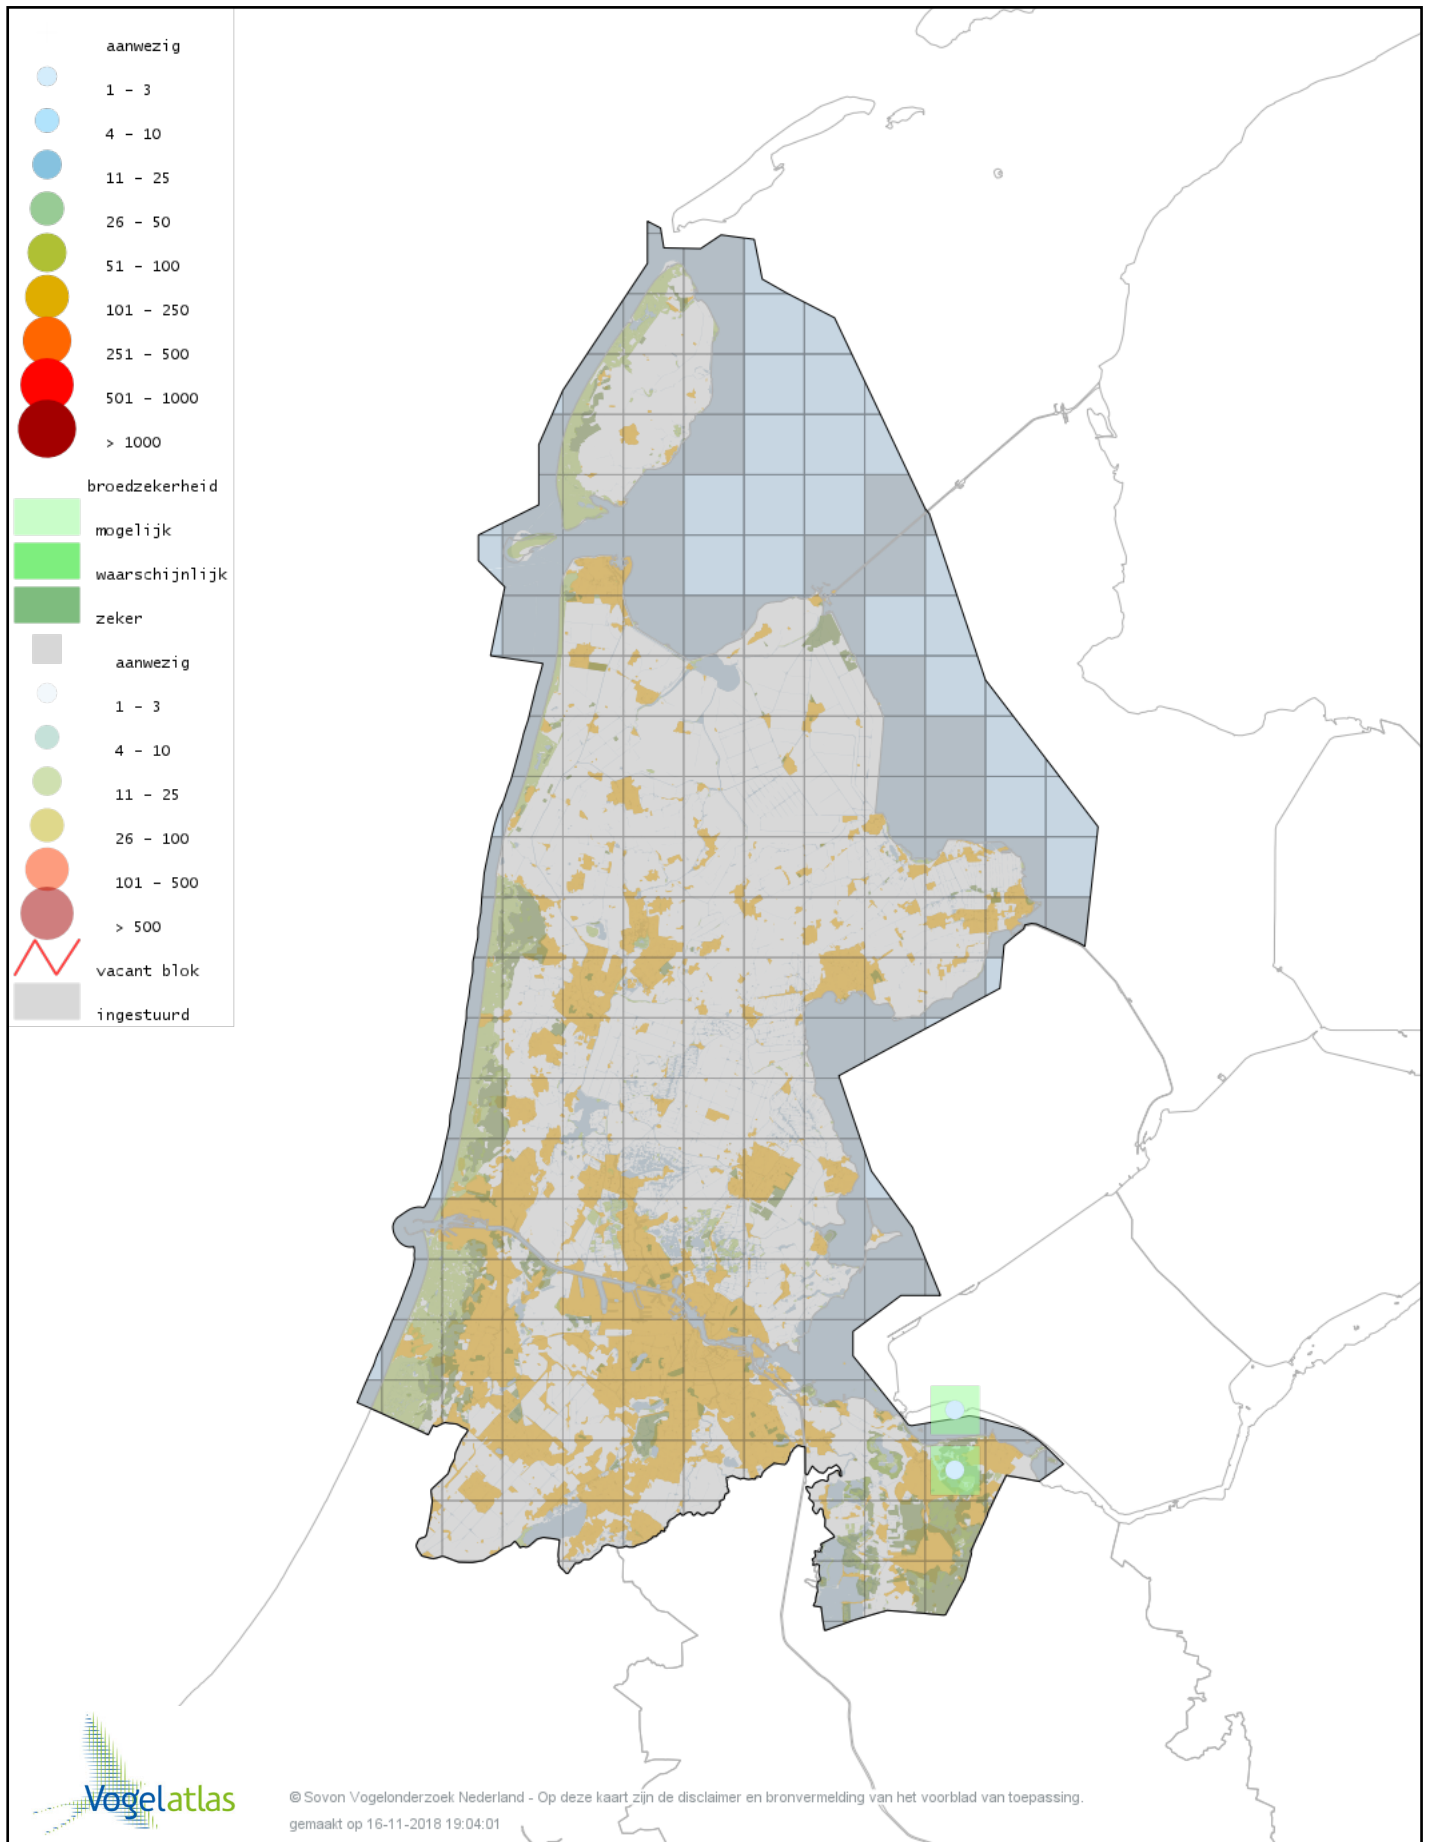 aanwezig
1 - 3
4 - 10
11 - 25
26 - 50
51 - 100
101 - 250
251 - 500
501 - 1000
> 1000
broedzekerheid
mogelijk
waarschijnlijk
zeker
aanwezig
1 - 3
4 - 10
11 - 25
26 - 100
101 - 500
> 500
vacant blok
ingestuurd
Vogelatlas
© Sovon Vogelonderzoek Nederland - Op deze kaart zijn de disclaimer en bronvermelding van het voorblad van toepassing.
gemaakt op 16-11-2018 19:04:01